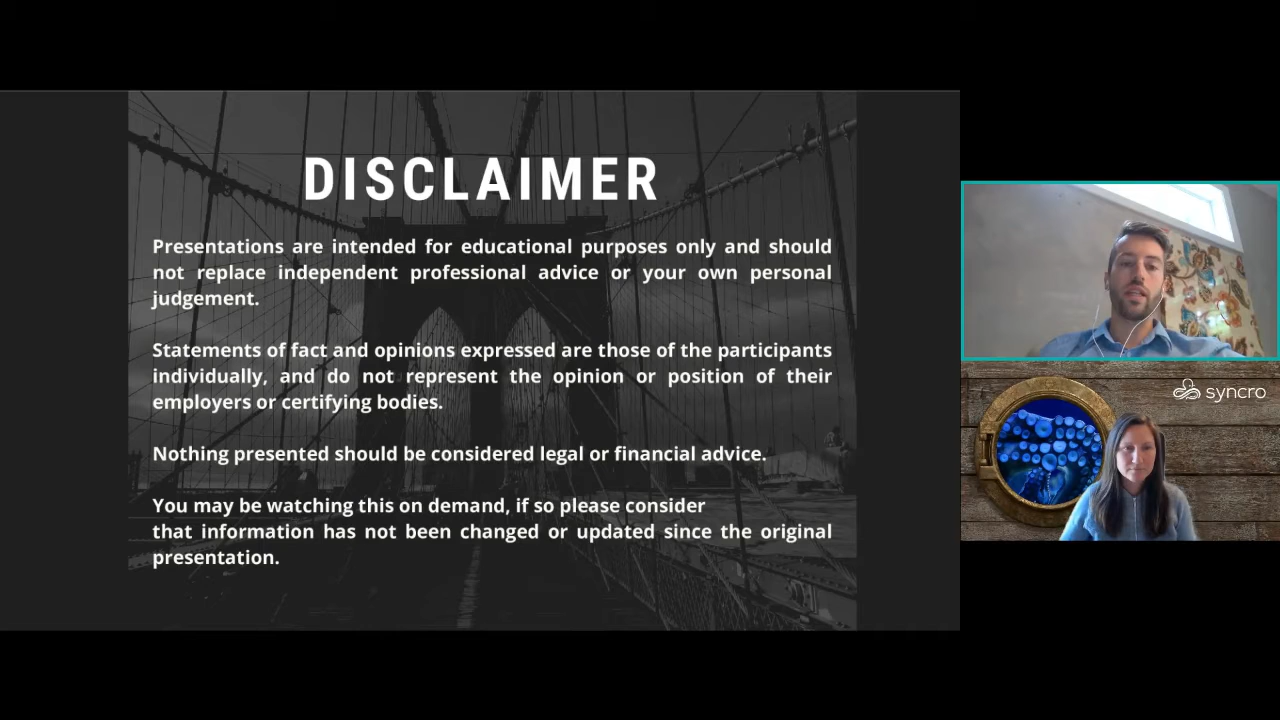 DISCLAIMER
Presentations are intended for educational purposes only and should
not replace independent professional advice or your own personal
judgement.
Statements of fact and opinions expressed are those of the participants
individually, and do not represent the opinion or position of their
employers or certifying bodies.
Nothing presented should be considered legal or financial advice.
You may be watching this on demand, if so please consider
that information has not been changed or updated since the original
presentation.
syncro